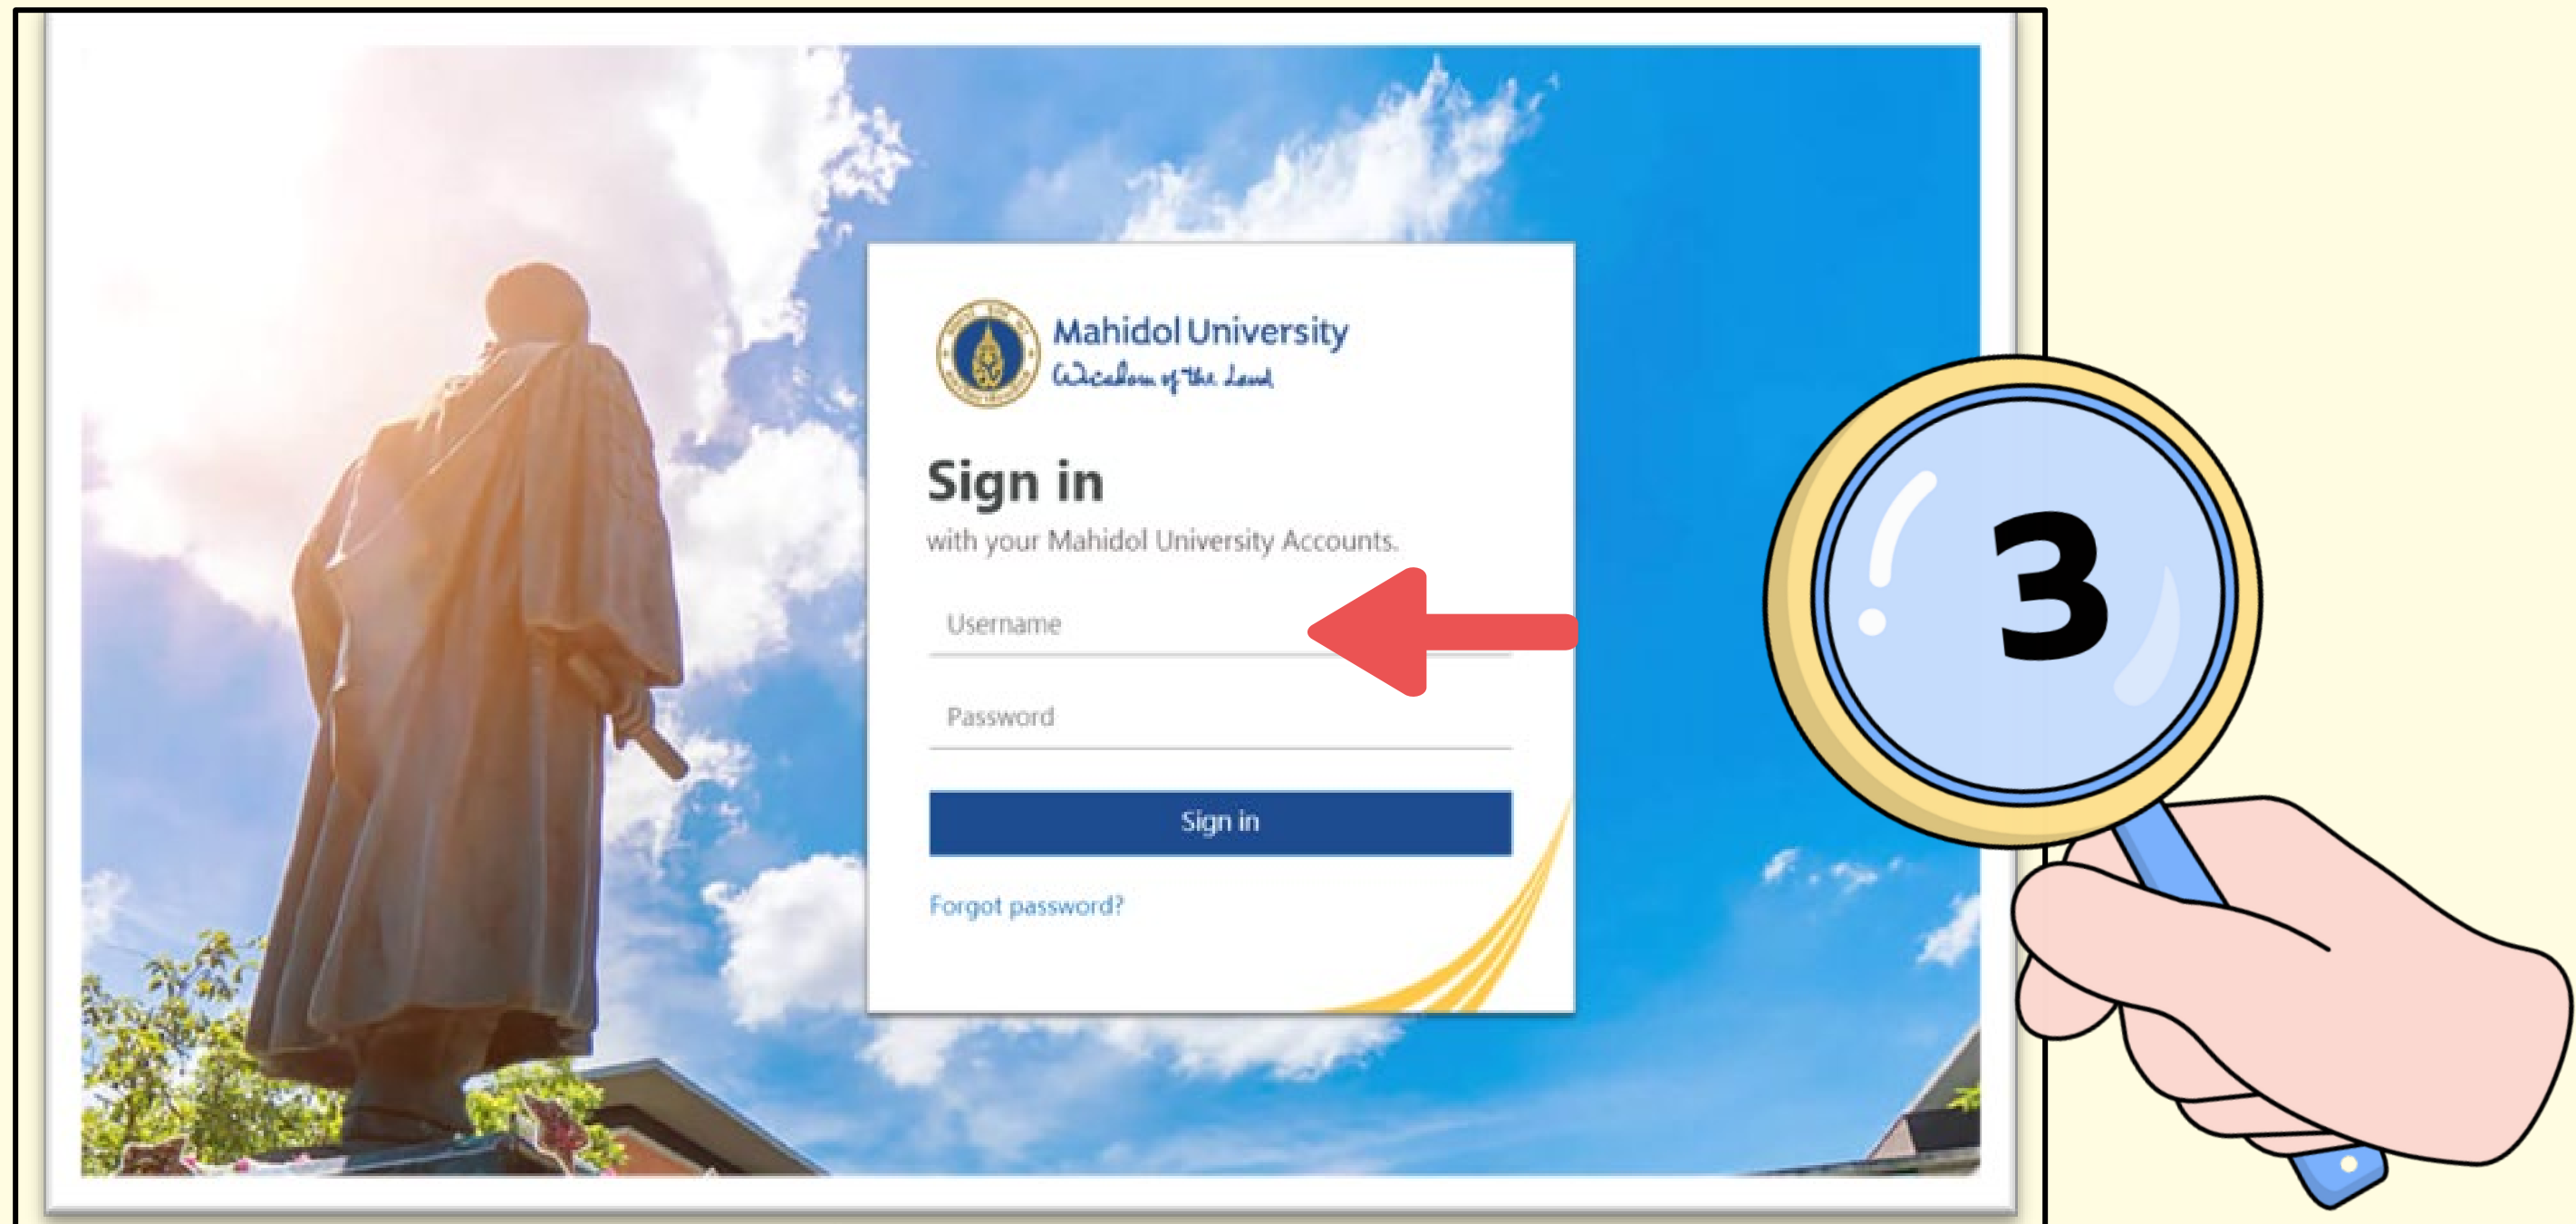 Mahidol University
Wisdom of the Land
Sign in
with your Mahidol University Accounts.
Username
Password
Sign in
Forgot password?
3